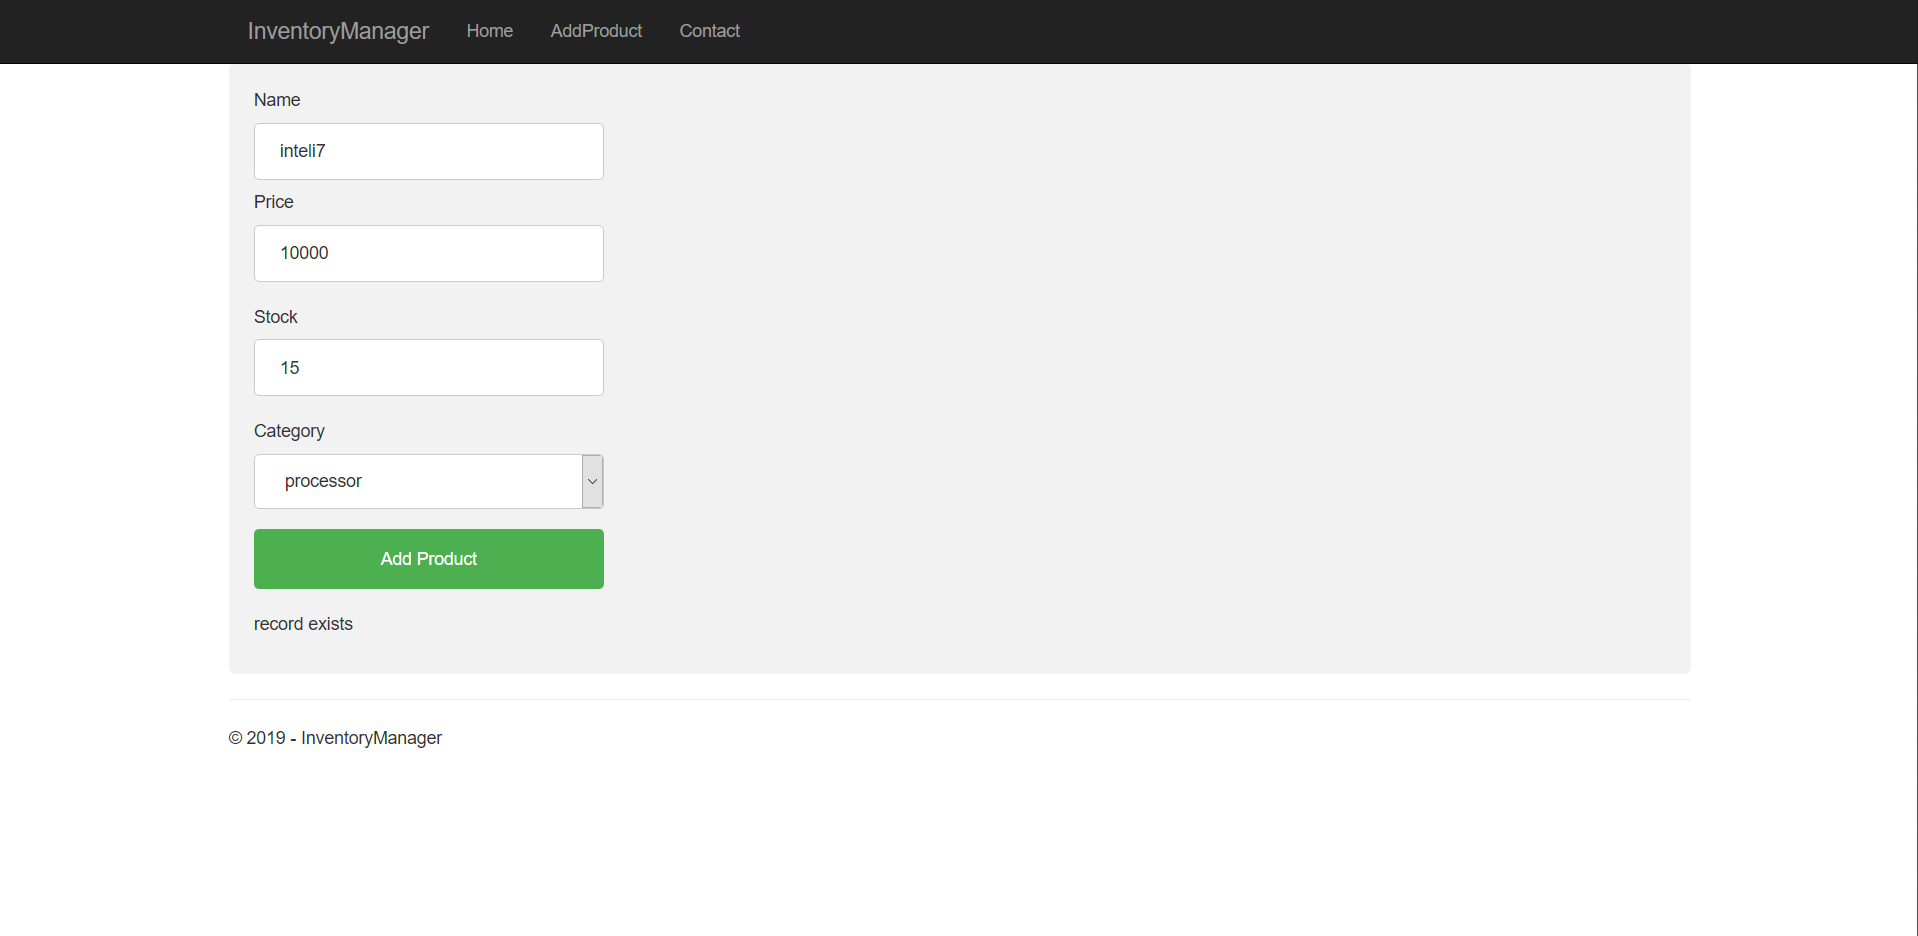 InventoryManager Home AddProduct Contact
Name
inteli7
Price
10000
Stock
15
Category
processor
Add Product
record exists
© 2019 - InventoryManager